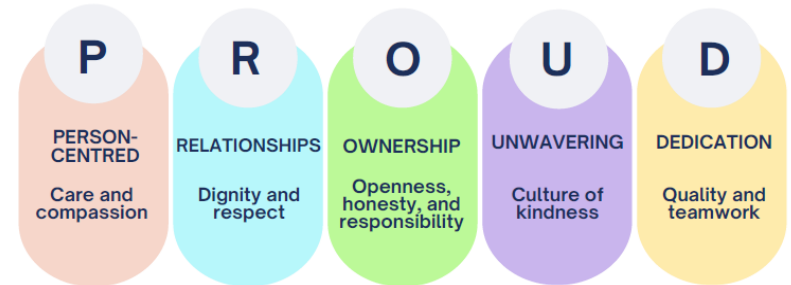 P
PERSON-
CENTRED
Care and
compassion
R
RELATIONSHIPS
Dignity and
respect
O
OWNERSHIP
Openness,
honesty, and
responsibility
U
UNWAVERING
Culture of
kindness
D
DEDICATION
Quality and
teamwork